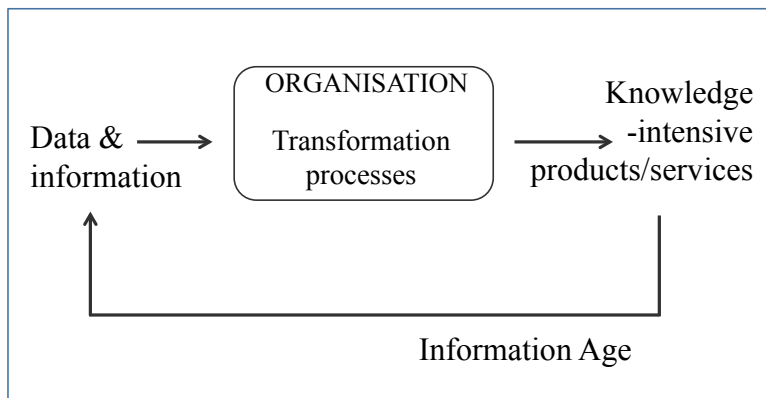 Data &
information
ORGANISATION
Transformation
processes
Knowledge
-intensive
products/services
Information Age